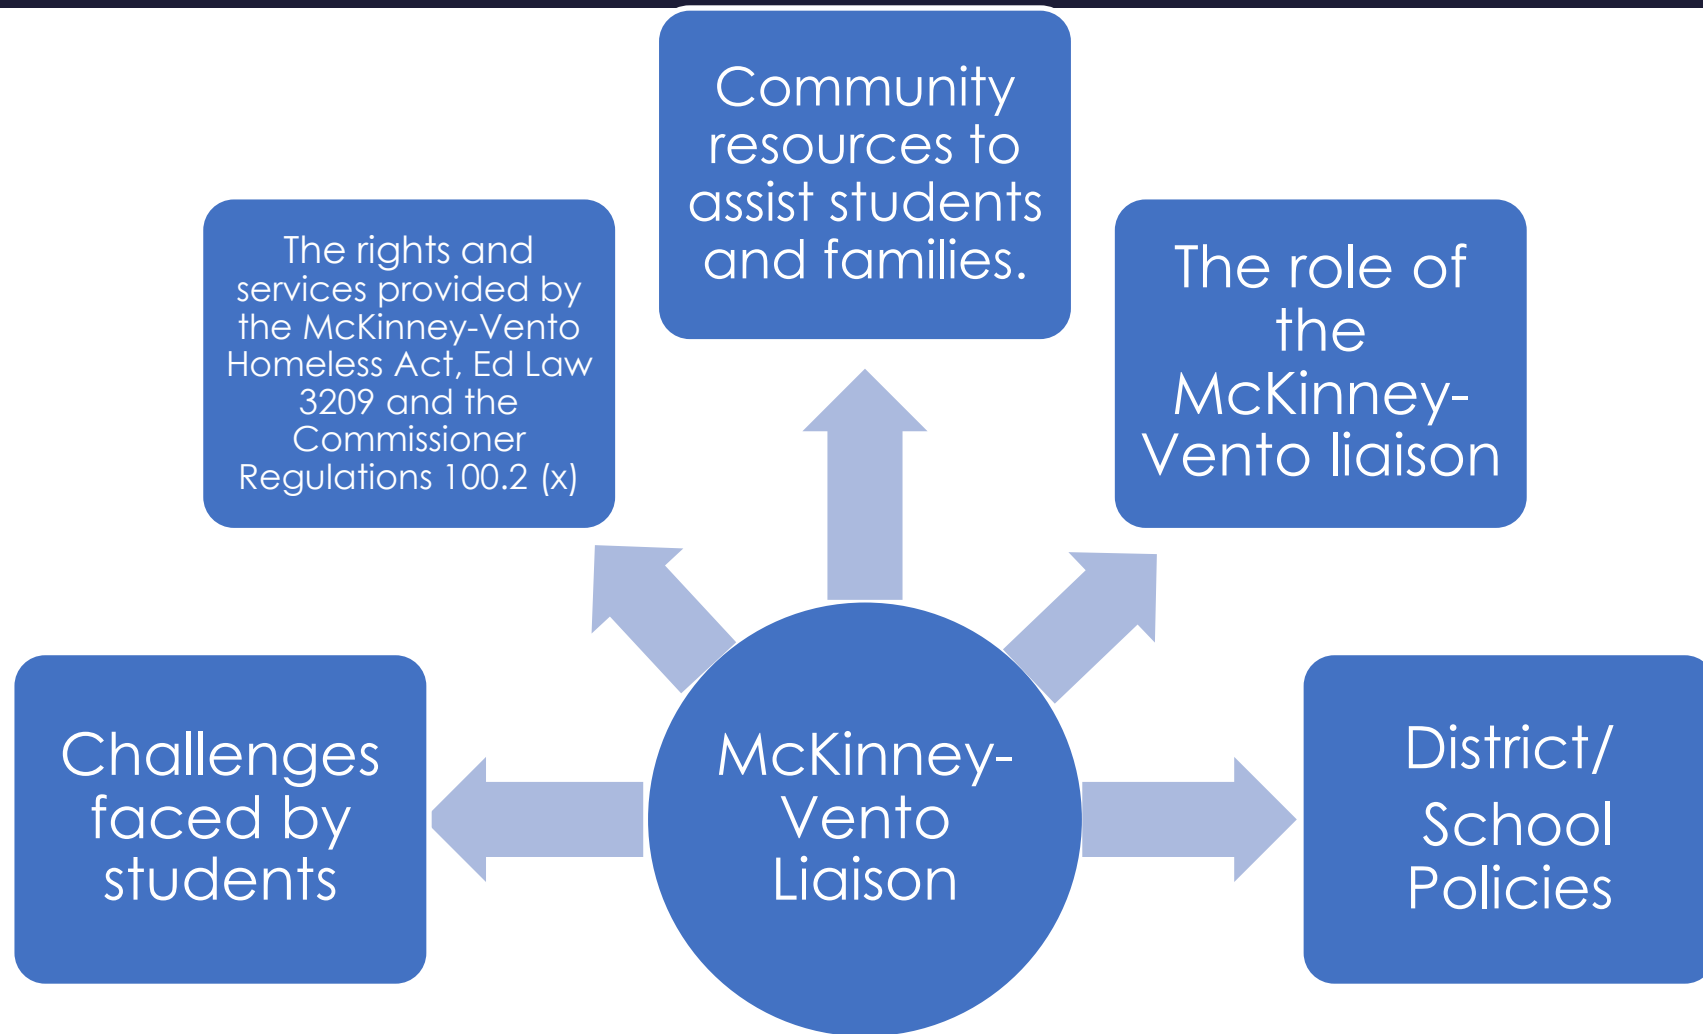 Community
resources to
assist students
and families.
The rights and
services provided by
the McKinney-Vento
Homeless Act, Ed Law
3209 and the
Commissioner
Regulations 100.2 (x)
The role of
the
McKinney-
Vento liaison
Challenges
faced by
students
McKinney-
Vento
Liaison
District/
School
Policies